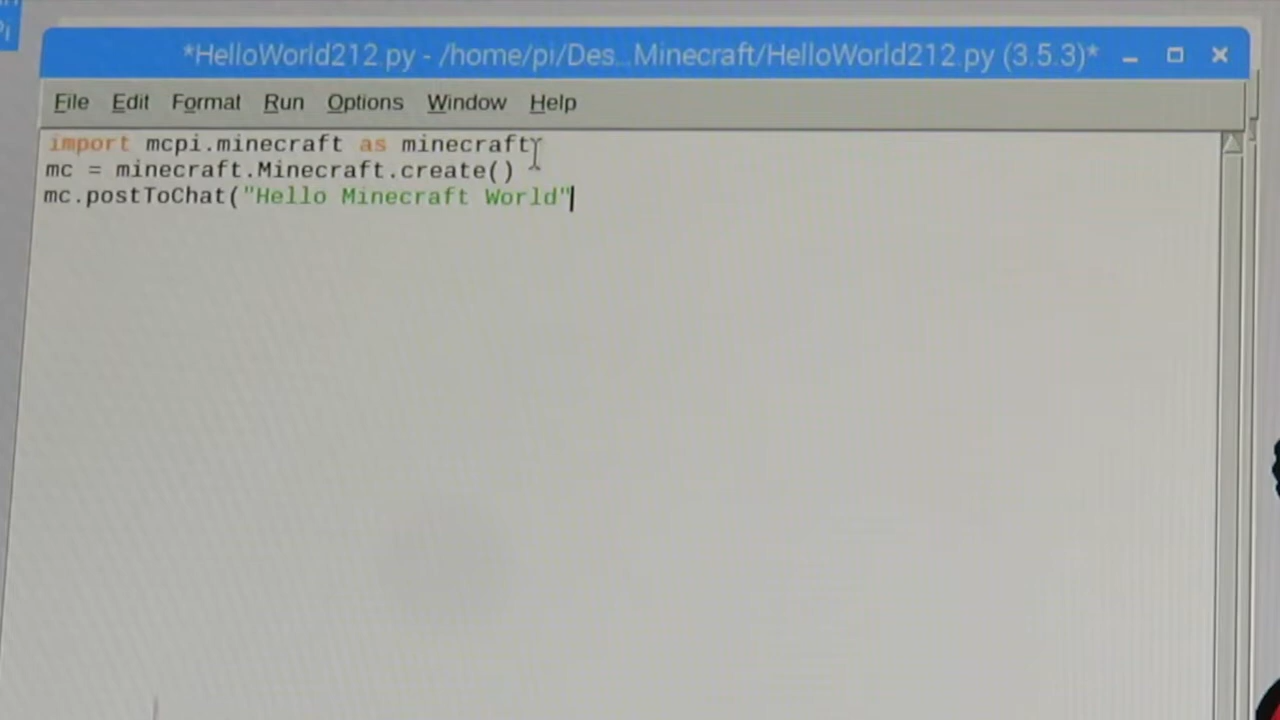 *HelloWorld212.py - /home/pi/Des...Minecraft/HelloWorld212.py (3.5.3)*
File Edit Format Run Options Window Help
import mcpi.minecraft as minecraft
mc = minecraft.Minecraft.create()
mc.postToChat("Hello Minecraft World"